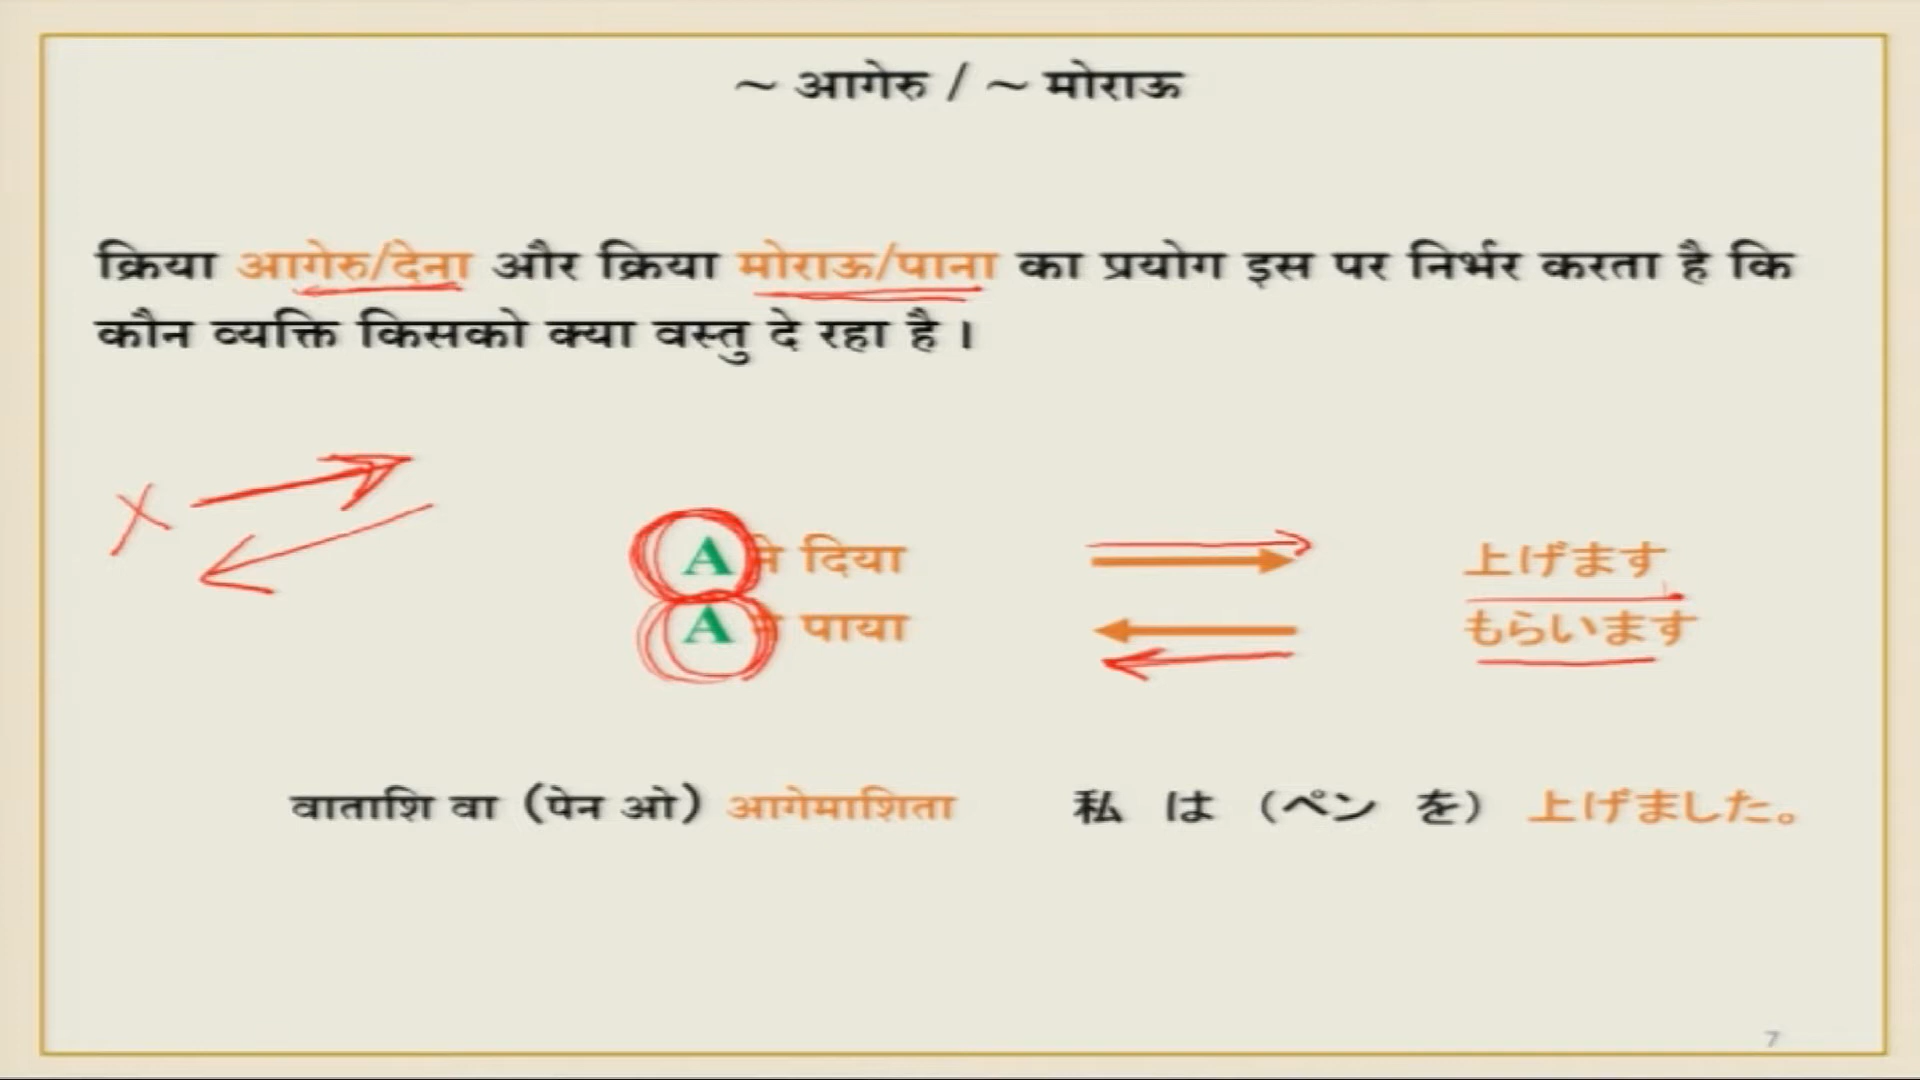 ~ आगेरु / ~ मोराऊ
क्रिया आगेरु/देना और क्रिया मोराऊ/पाना का प्रयोग इस पर निर्भर करता है कि
कौन व्यक्ति किसको क्या वस्तु दे रहा है ।
X
A ने दिया 上げます
A ने पाया もらいます
वाताशि वा (पेन ओ) आगेमाशिता 私 は (ペン を) 上げました。
7